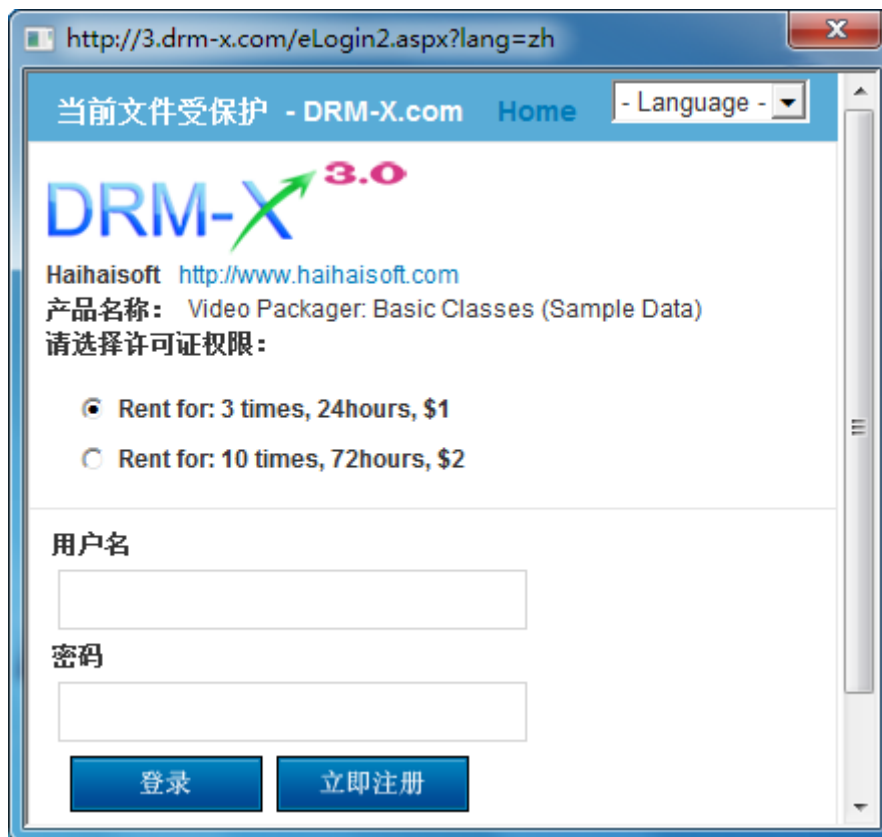 http://3.drm-x.com/eLogin2.aspx?lang=zh
当前文件受保护 - DRM-X.com Home - Language -
DRM-X 3.0
Haihaisoft http://www.haihaisoft.com
产品名称： Video Packager: Basic Classes (Sample Data)
请选择许可证权限：
Rent for: 3 times, 24hours, $1
Rent for: 10 times, 72hours, $2
用户名
密码
登录 立即注册